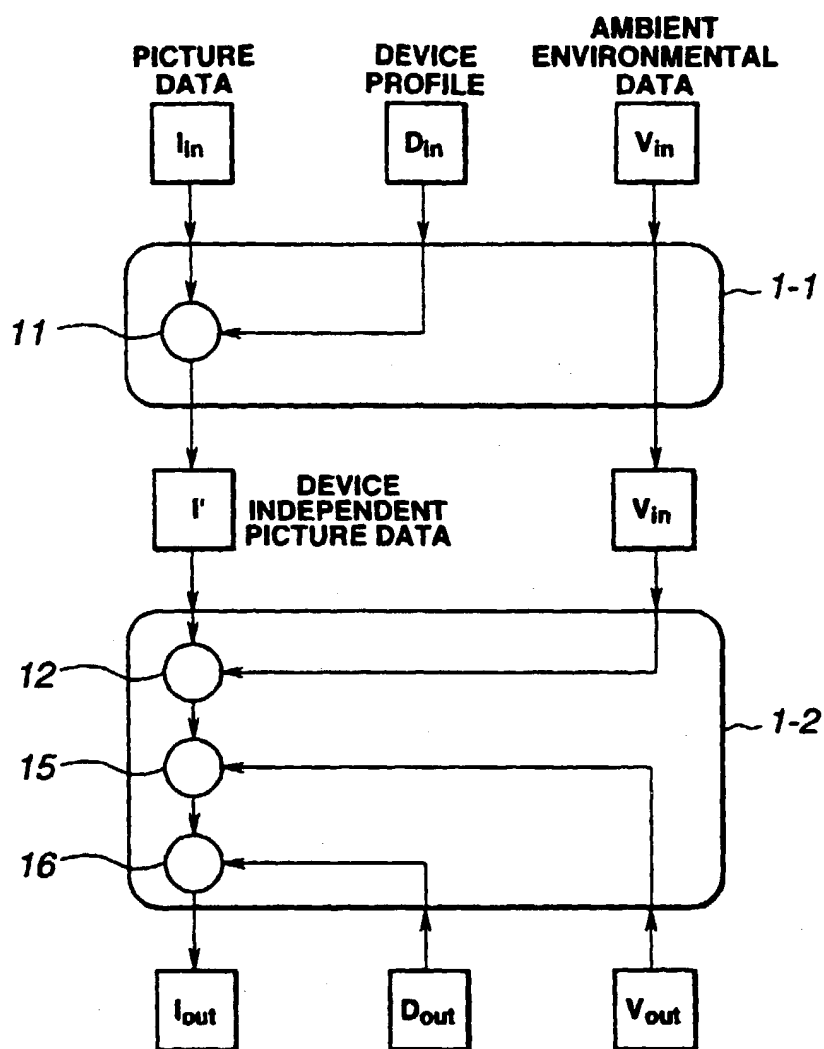 PICTURE
DATA
DEVICE
PROFILE
AMBIENT
ENVIRONMENTAL
DATA
Iin
Din
Vin
1-1
11
I'
DEVICE
INDEPENDENT
PICTURE DATA
Vin
12
15
1-2
16
Iout
Dout
Vout